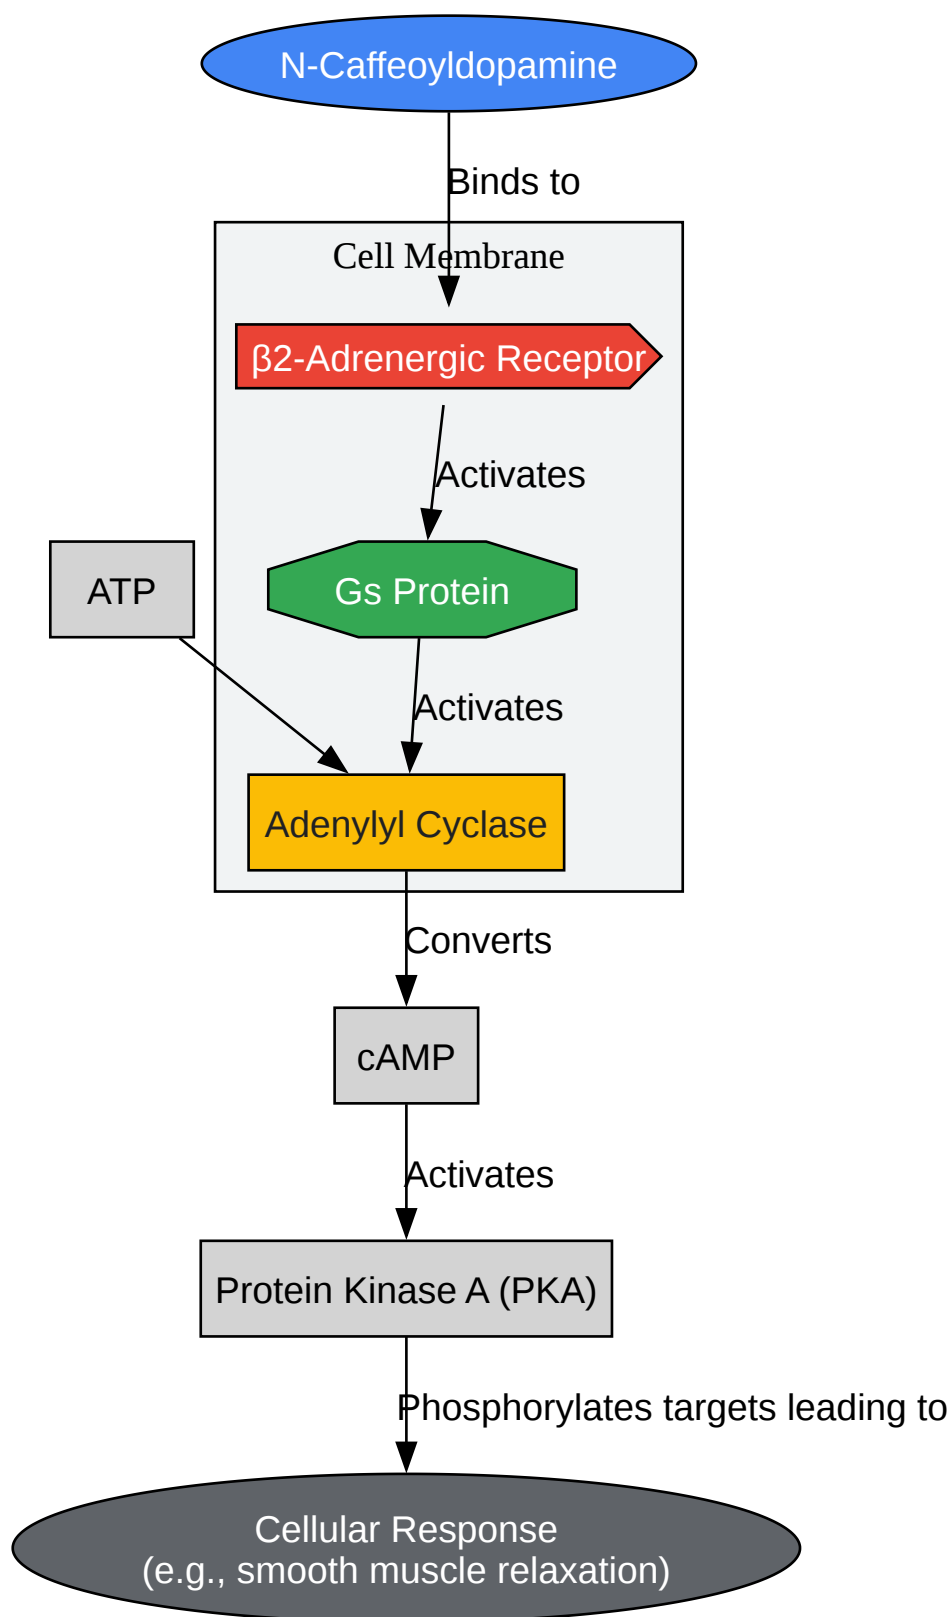 N-Caffeoyldopamine
Binds to
Cell Membrane
β2-Adrenergic Receptor
Activates
ATP
Gs Protein
Activates
Adenylyl Cyclase
Converts
cAMP
Activates
Protein Kinase A (PKA)
Phosphorylates targets leading to
Cellular Response
(e.g., smooth muscle relaxation)